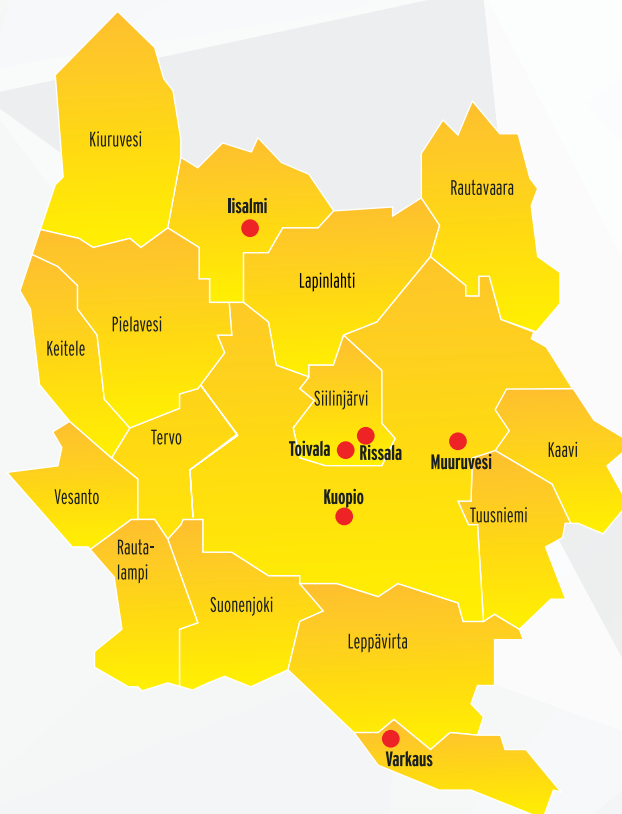 Kiuruvesi
Rautavaara
Iisalmi
Lapinlahti
Pielavesi
Keitele
Siilinjärvi
Tervo
Toivala
Rissala
Muuruvesi
Kaavi
Vesanto
Kuopio
Tuusniemi
Rauta-
lampi
Suonenjoki
Leppävirta
Varkaus